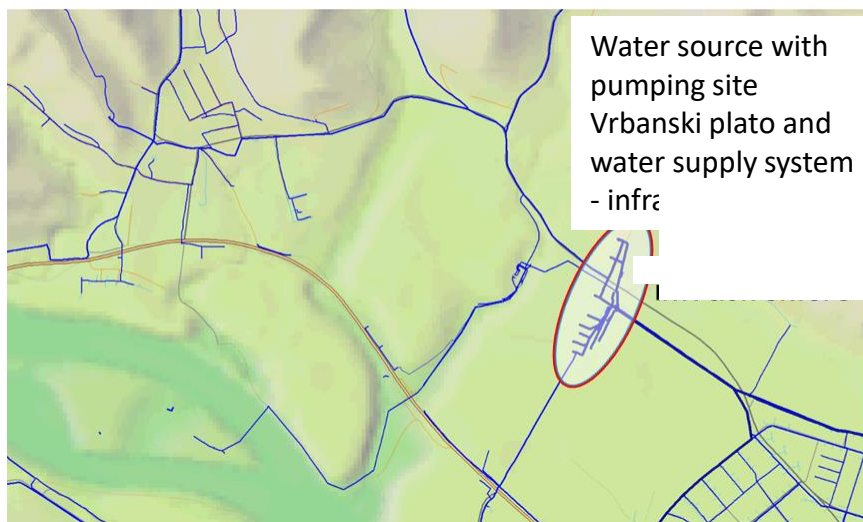 Water source with
pumping site
Vrbanski plato and
water supply system
- infra